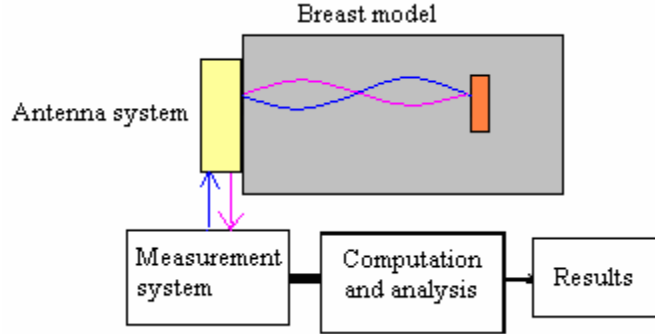 Breast model
Antenna system
Measurement
system
Computation
and analysis
Results